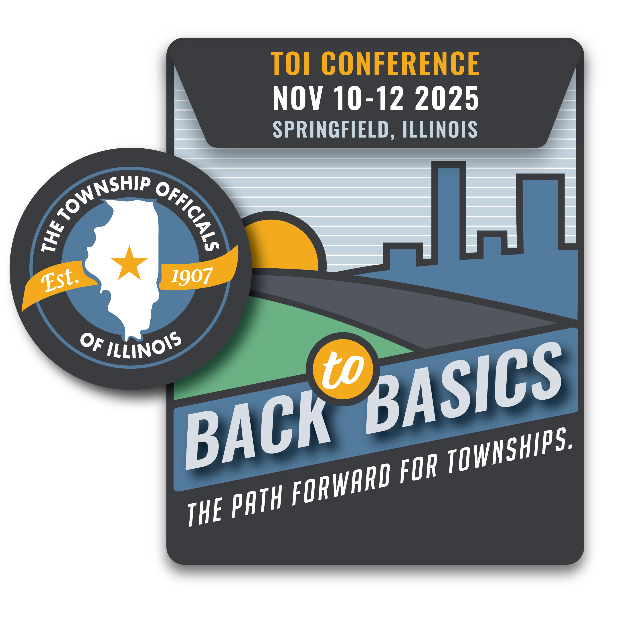 TOI CONFERENCE
NOV 10-12 2025
SPRINGFIELD, ILLINOIS
THE TOWNSHIP OFFICIALS
Est. 1907
OF ILLINOIS
BACK to BASICS
THE PATH FORWARD FOR TOWNSHIPS.